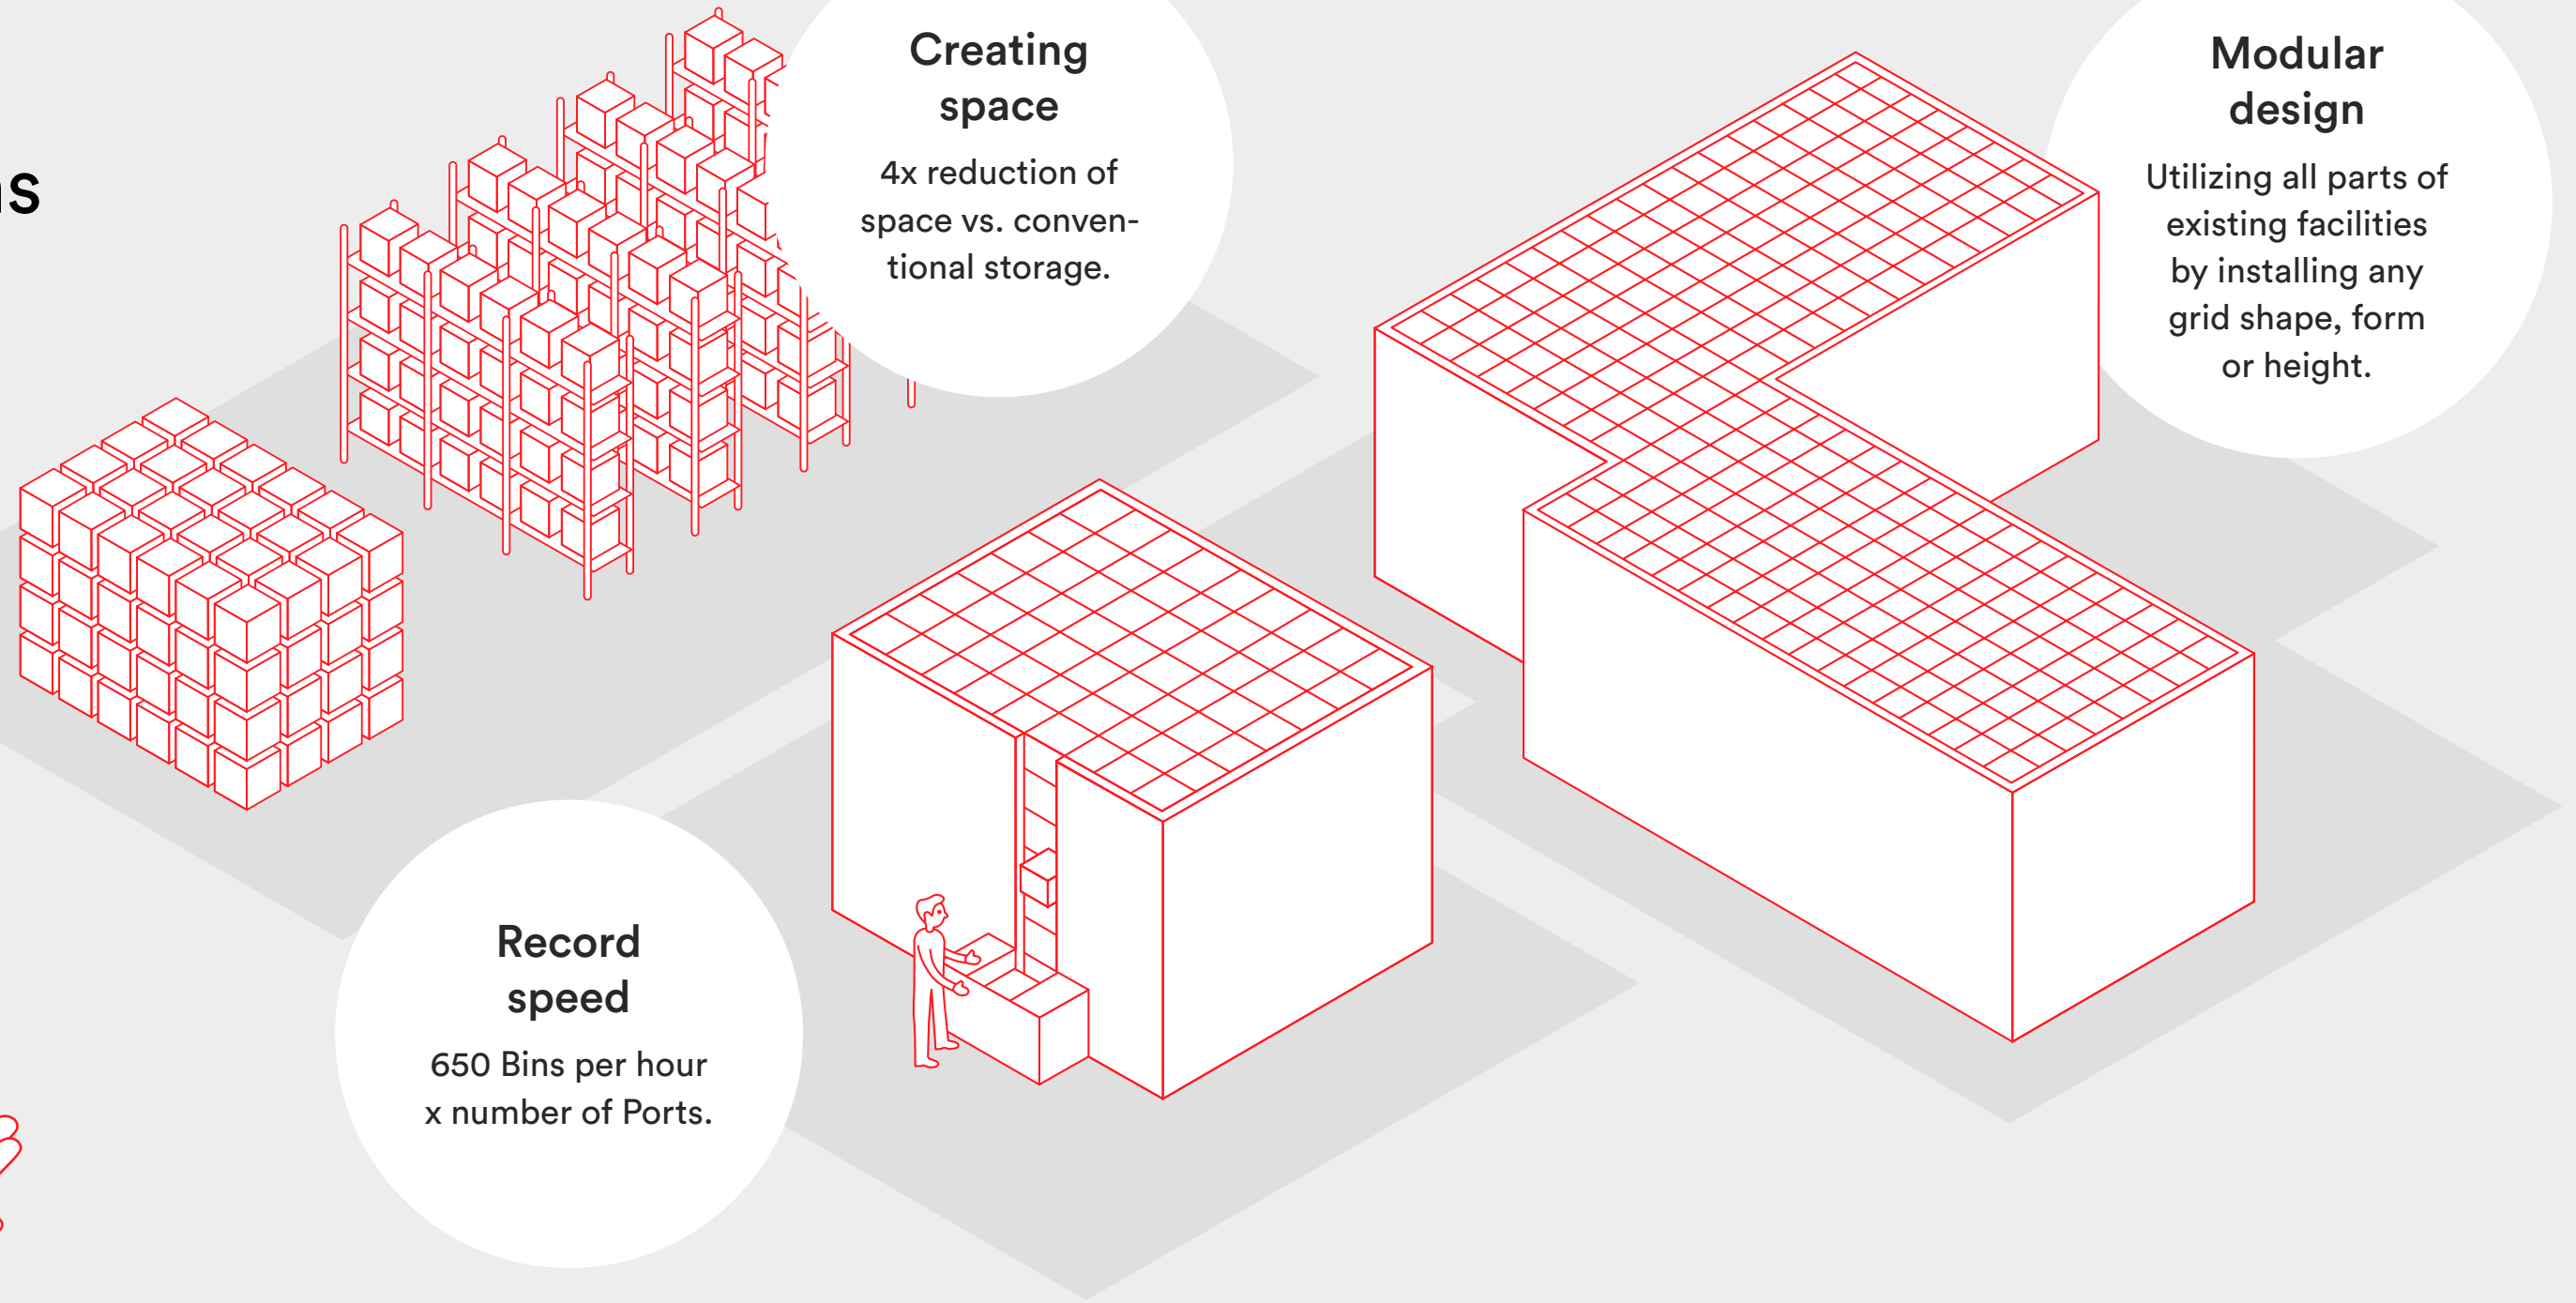 Creating
space
4x reduction of
space vs. conven-
tional storage.
Modular
design
Utilizing all parts of
existing facilities
by installing any
grid shape, form
or height.
Record
speed
650 Bins per hour
x number of Ports.